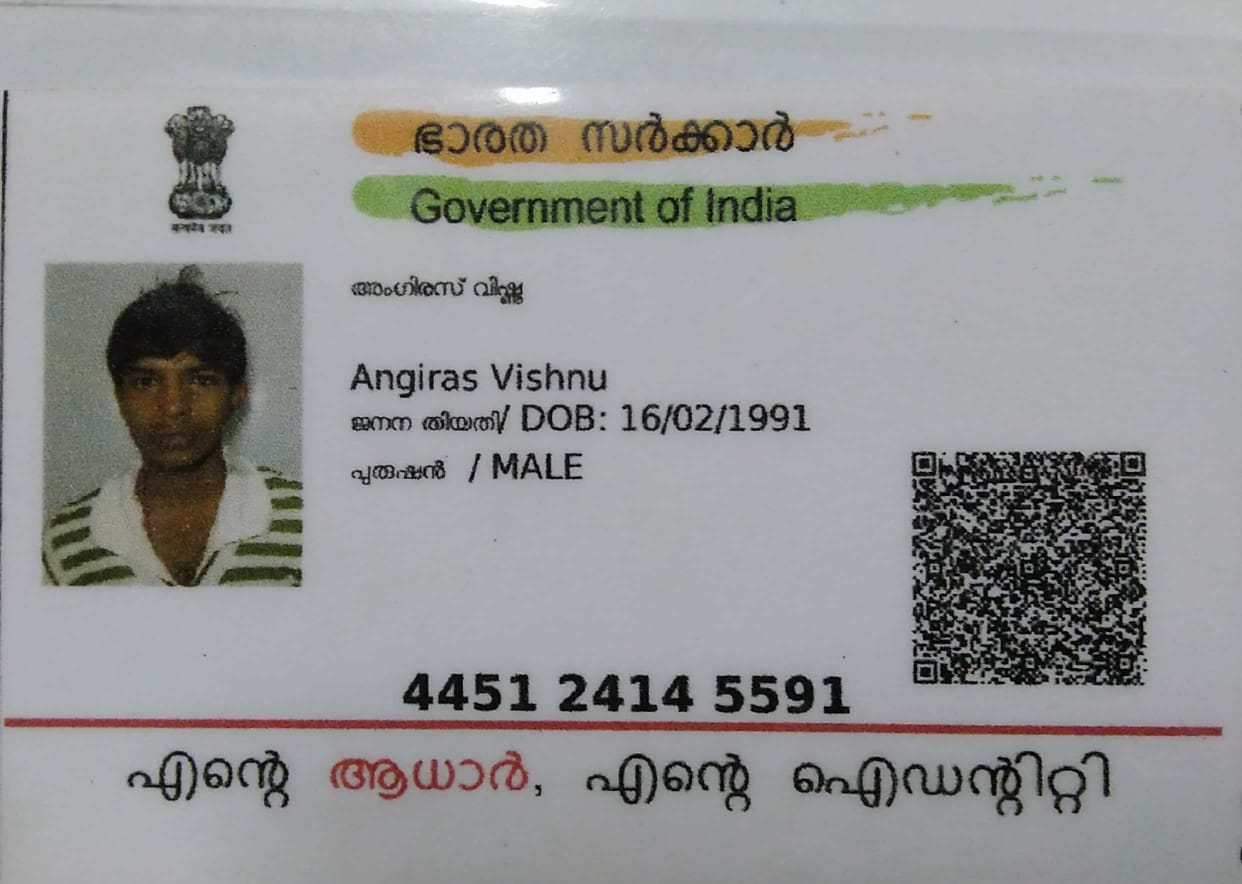 ഭാരത സർക്കാർ
Government of India
അംഗിരസ് വിഷ്ണു
Angiras Vishnu
ജനന തിയതി/ DOB: 16/02/1991
പുരുഷൻ / MALE
4451 2414 5591
എന്റെ ആധാർ, എന്റെ ഐഡന്റിറ്റി